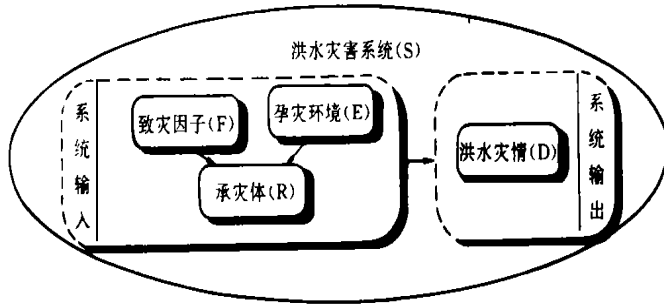 洪水灾害系统(S)
系统输入
致灾因子(F)
孕灾环境(E)
承灾体(R)
洪水灾情(D)
系统输出